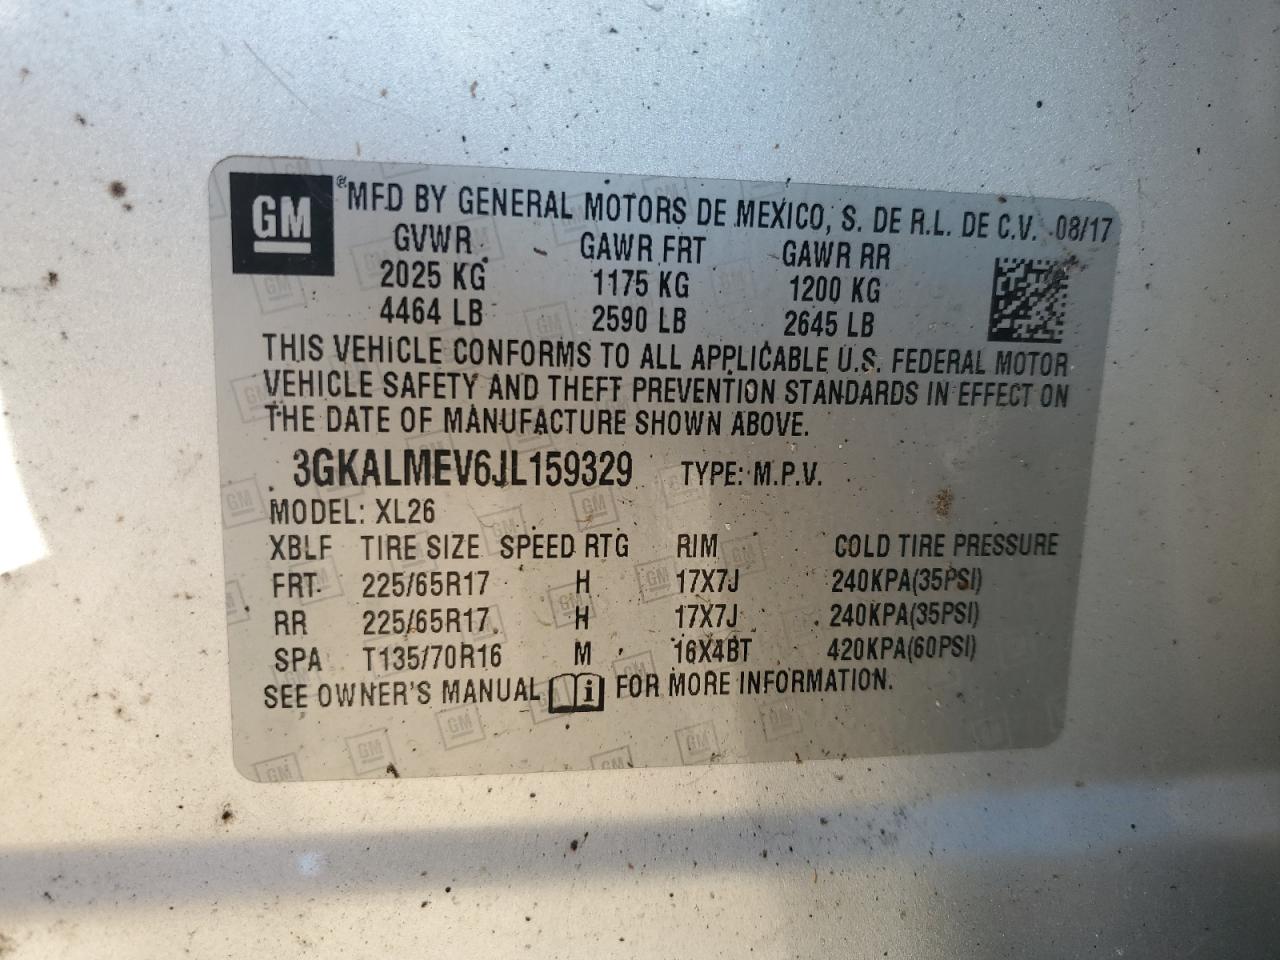 GM ® MFD BY GENERAL MOTORS DE MEXICO, S. DE R.L. DE C.V. 08/17
GVWR GAWR FRT GAWR RR
2025 KG 1175 KG 1200 KG
4464 LB 2590 LB 2645 LB
THIS VEHICLE CONFORMS TO ALL APPLICABLE U.S. FEDERAL MOTOR
VEHICLE SAFETY AND THEFT PREVENTION STANDARDS IN EFFECT ON
THE DATE OF MANUFACTURE SHOWN ABOVE.
3GKALMEV6JL159329 TYPE: M.P.V.
MODEL: XL26
XBLF TIRE SIZE SPEED RTG RIM COLD TIRE PRESSURE
FRT 225/65R17 H 17X7J 240KPA(35PSI)
RR 225/65R17 H 17X7J 240KPA(35PSI)
SPA T135/70R16 M 16X4BT 420KPA(60PSI)
SEE OWNER'S MANUAL i FOR MORE INFORMATION.